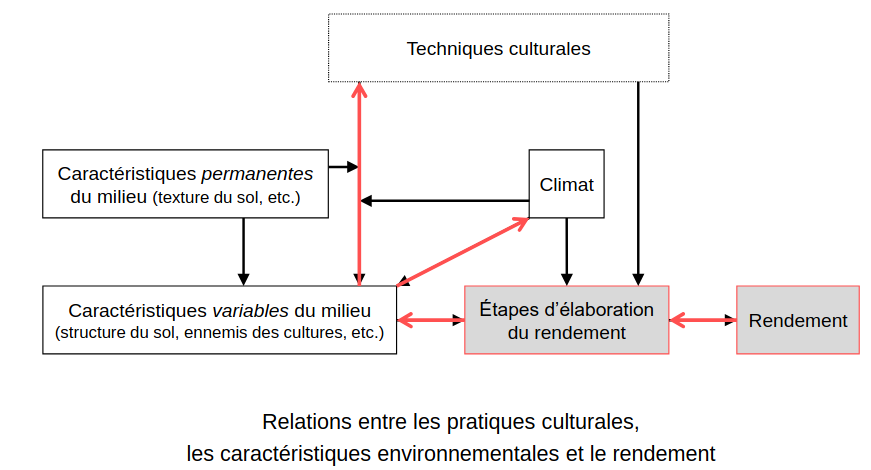 Techniques culturales
Caractéristiques permanentes
du milieu (texture du sol, etc.)
Climat
Caractéristiques variables du milieu
(structure du sol, ennemis des cultures, etc.)
Étapes d’élaboration
du rendement
Rendement
Relations entre les pratiques culturales,
les caractéristiques environnementales et le rendement